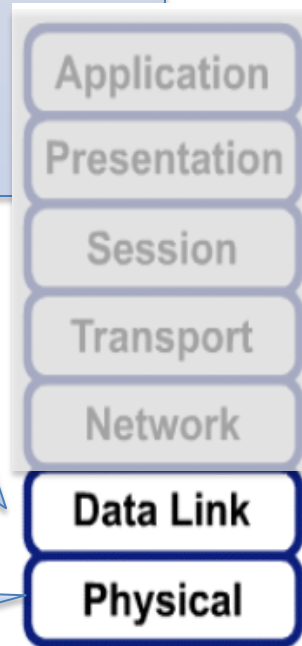 Application
Presentation
Session
Transport
Network
Data Link
Physical